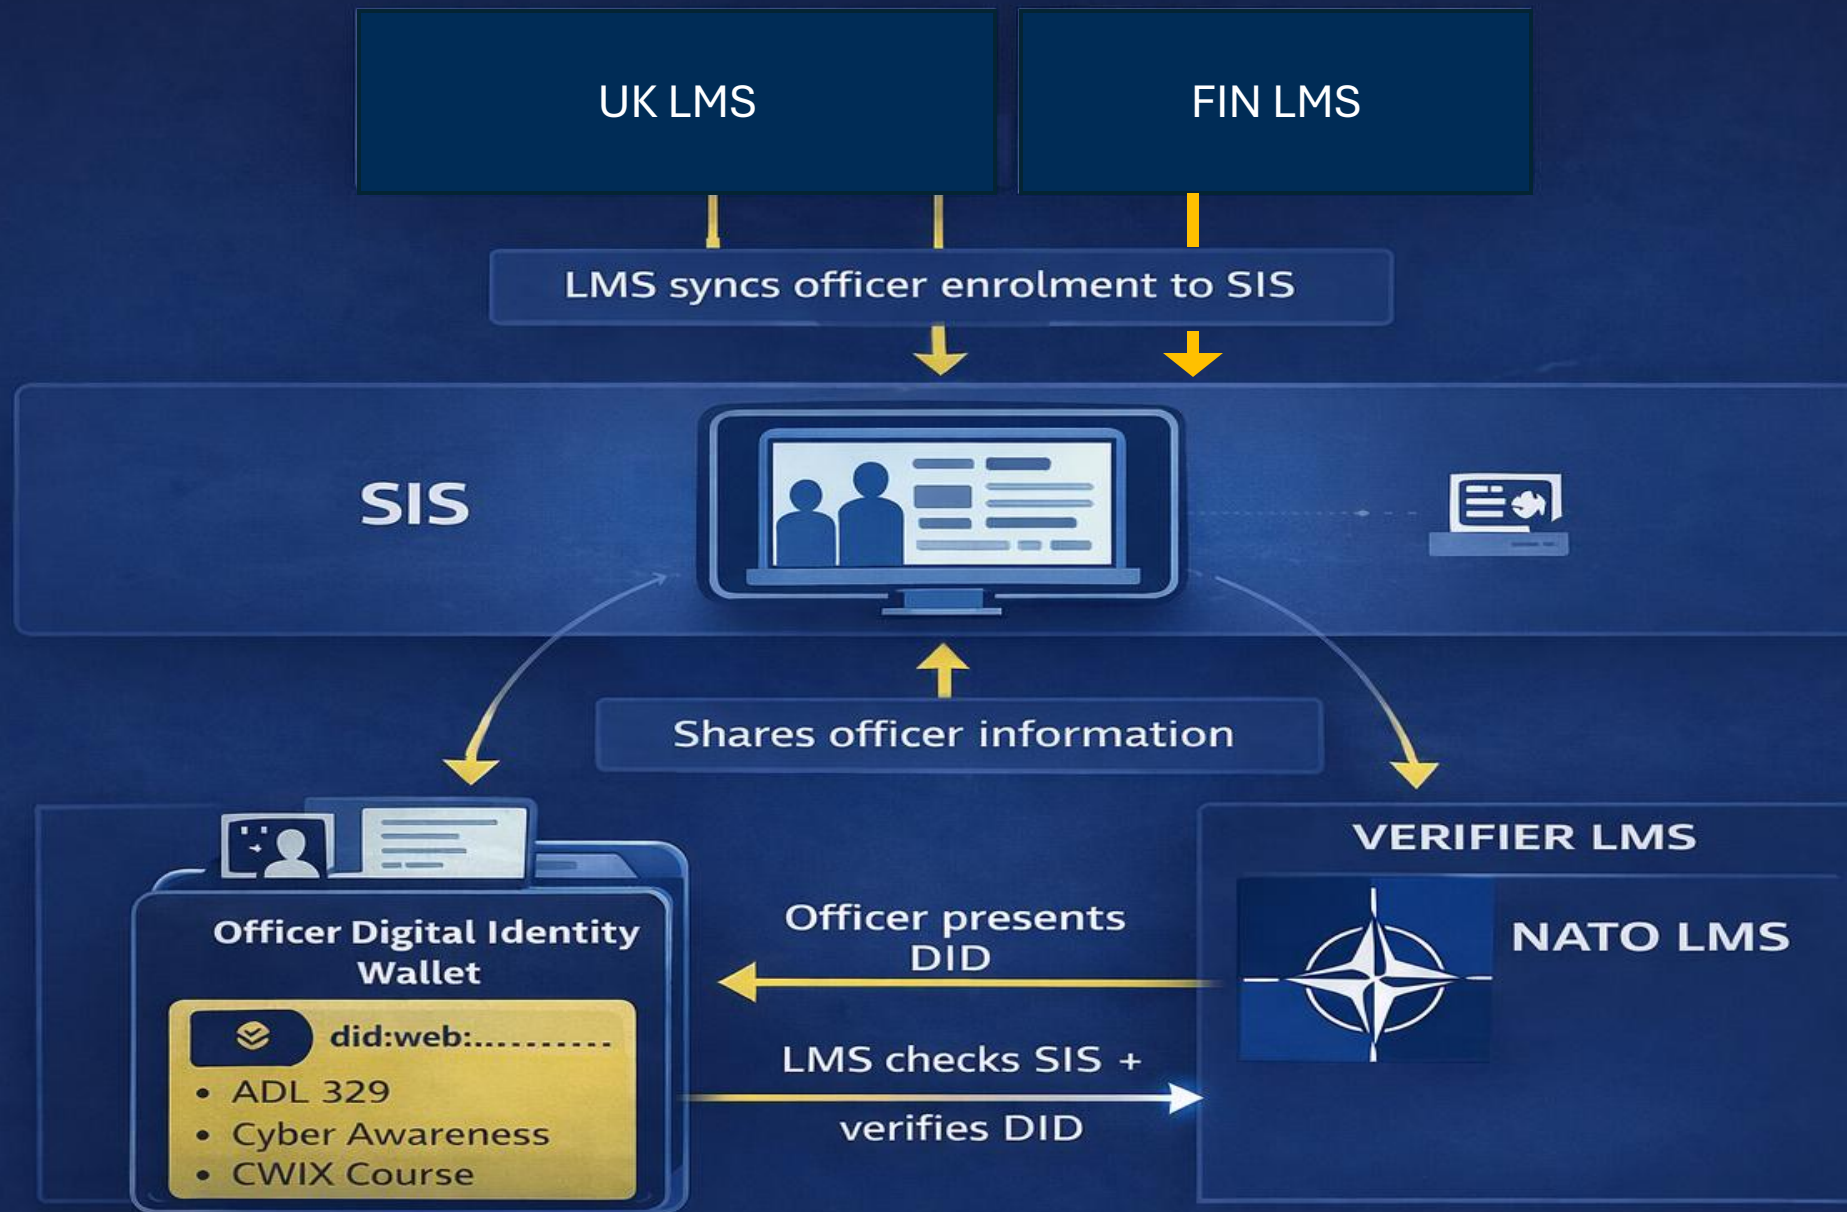 UK LMS
FIN LMS
LMS syncs officer enrolment to SIS
SIS
Shares officer information
VERIFIER LMS
NATO LMS
Officer Digital Identity
Wallet
did:web:..........
• ADL 329
• Cyber Awareness
• CWIX Course
Officer presents
DID
LMS checks SIS +
verifies DID